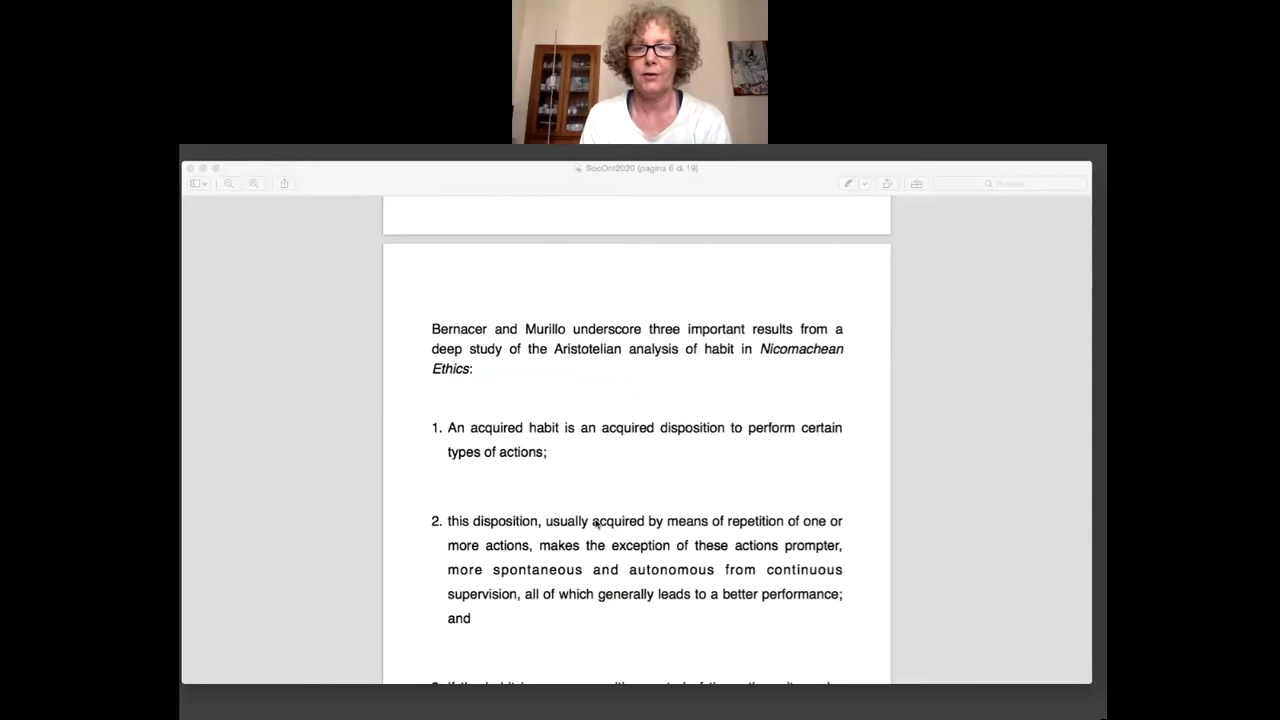 SocOnt2020 (pagina 6 di 19)
Bernacer and Murillo underscore three important results from a
deep study of the Aristotelian analysis of habit in Nicomachean
Ethics:
1. An acquired habit is an acquired disposition to perform certain
types of actions;
2. this disposition, usually acquired by means of repetition of one or
more actions, makes the exception of these actions prompter,
more spontaneous and autonomous from continuous
supervision, all of which generally leads to a better performance;
and